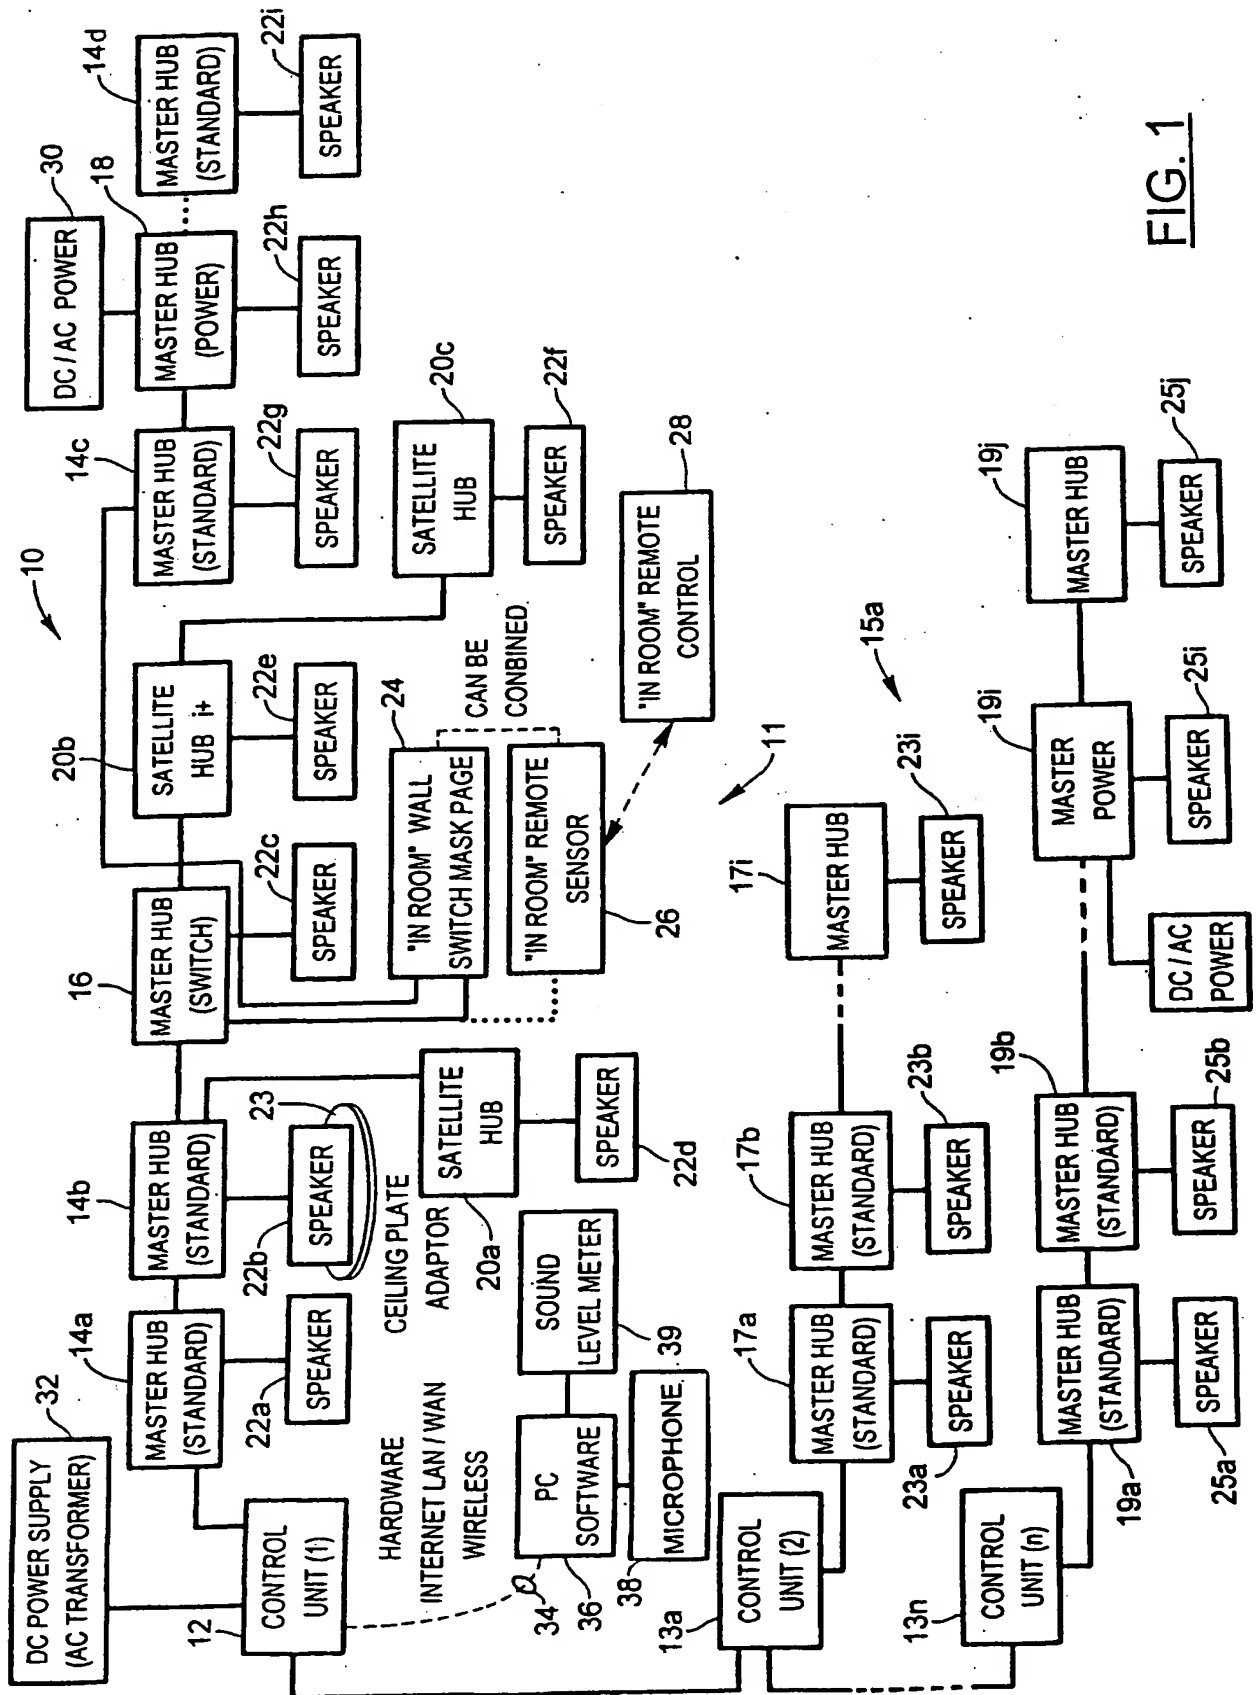 DC POWER SUPPLY
(AC TRANSFORMER)
32
14a
MASTER HUB
(STANDARD)
22a
SPEAKER
14b
MASTER HUB
(STANDARD)
22b
SPEAKER
23
CEILING PLATE
ADAPTOR
16
MASTER HUB
(SWITCH)
22c
SPEAKER
20b
SATELLITE
HUB i+
22e
SPEAKER
10
14c
MASTER HUB
(STANDARD)
22g
SPEAKER
DC / AC POWER
30
18
MASTER HUB
(POWER)
22h
SPEAKER
14d
MASTER HUB
(STANDARD)
22i
SPEAKER
12
CONTROL
UNIT (1)
HARDWARE
INTERNET LAN / WAN
WIRELESS
SATELLITE
HUB
20a
SPEAKER
22d
"IN ROOM" WALL
SWITCH MASK PAGE
24
CAN BE
CONBINED
"IN ROOM" REMOTE
SENSOR
26
SATELLITE
HUB
20c
SPEAKER
22f
"IN ROOM" REMOTE
CONTROL
28
34
PC
SOFTWARE
36
SOUND
LEVEL METER
39
MICROPHONE
38
11
13a
CONTROL
UNIT (2)
17a
MASTER HUB
(STANDARD)
SPEAKER
23a
17b
MASTER HUB
(STANDARD)
23b
SPEAKER
17i
MASTER HUB
23i
SPEAKER
15a
13n
CONTROL
UNIT (n)
MASTER HUB
(STANDARD)
19a
SPEAKER
25a
19b
MASTER HUB
(STANDARD)
25b
SPEAKER
DC / AC
POWER
19i
MASTER
POWER
25i
SPEAKER
19j
MASTER HUB
25j
SPEAKER
FIG. 1